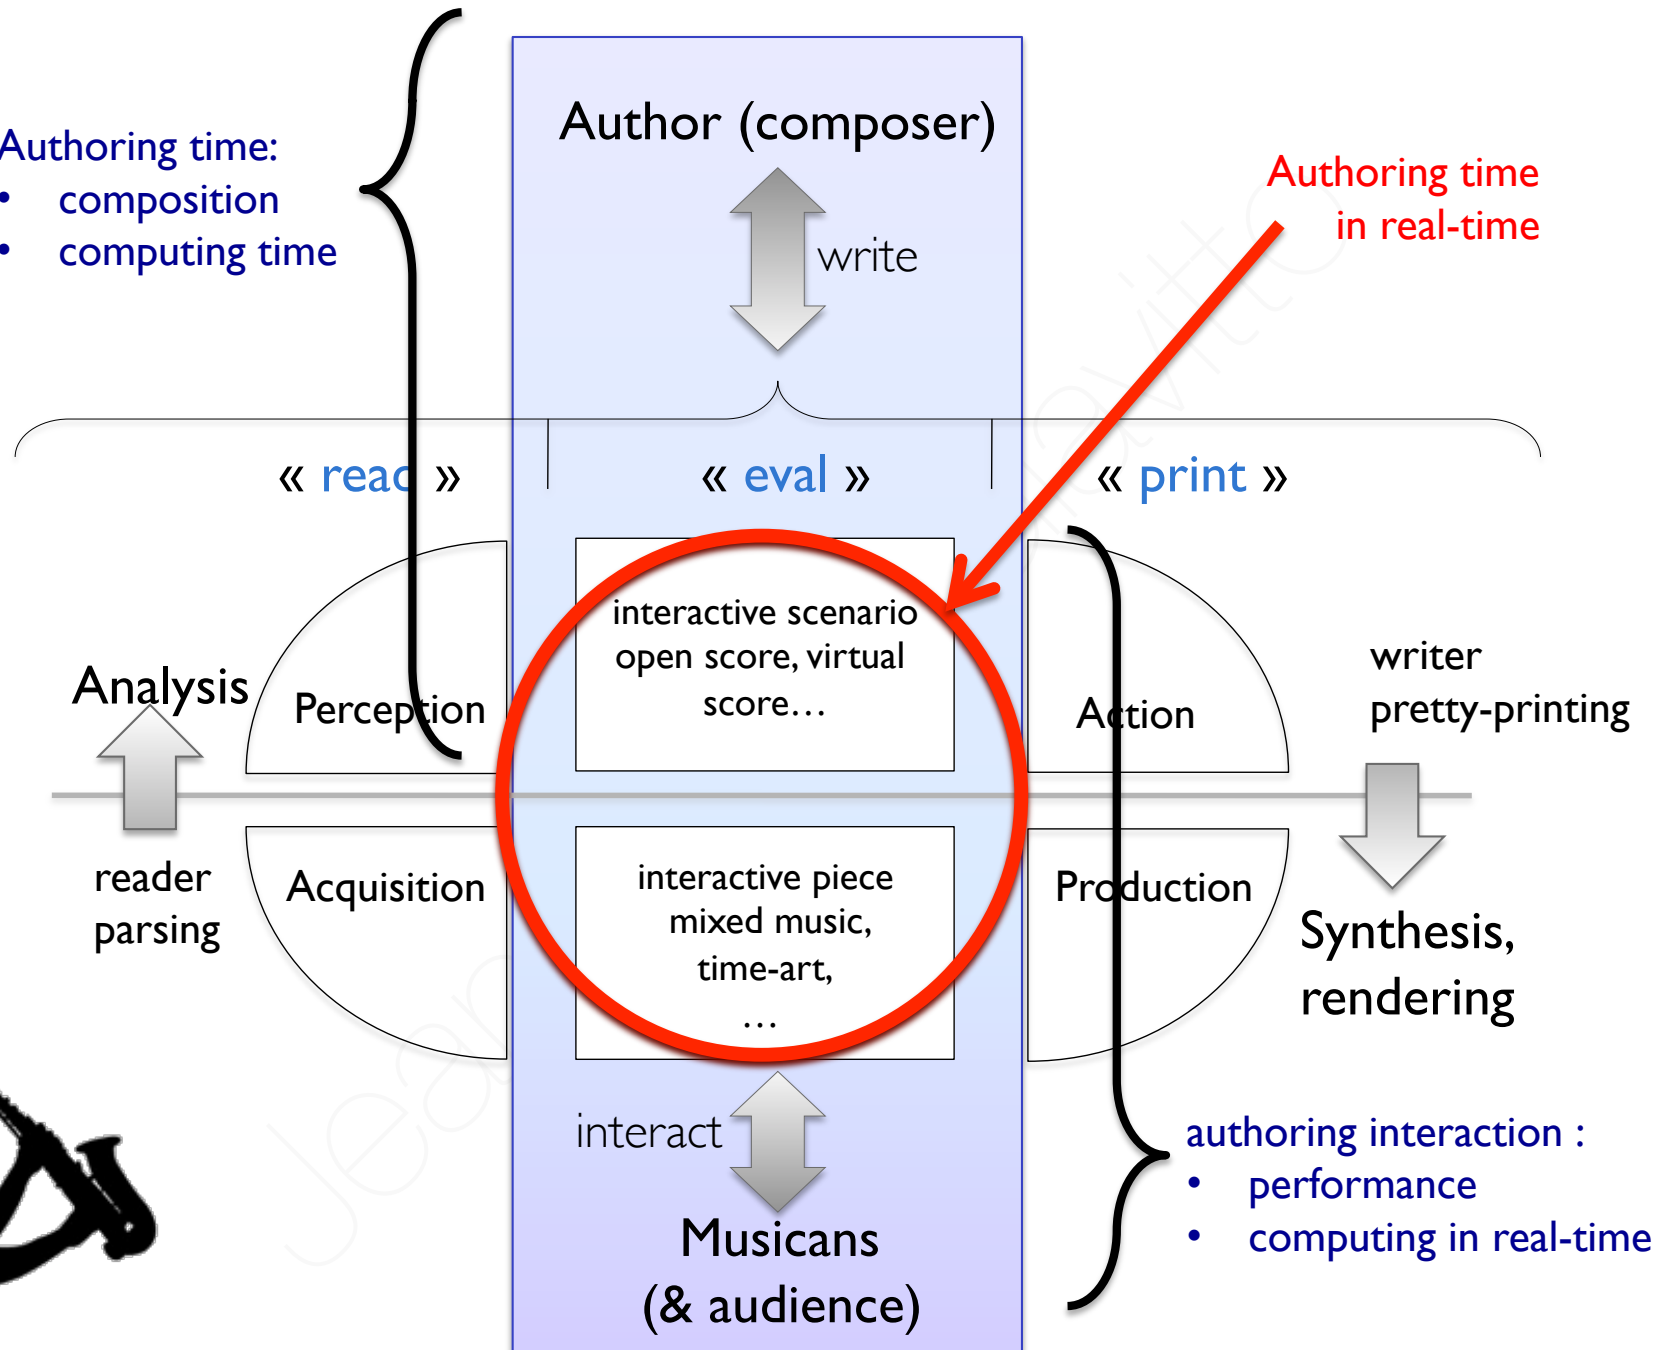 Author (composer)
Authoring time:
• composition
• computing time
Authoring time
in real-time
write
« read »
« eval »
« print »
interactive scenario
open score, virtual
score…
Analysis
Perception
Action
writer
pretty-printing
reader
parsing
Acquisition
interactive piece
mixed music,
time-art,
…
Production
Synthesis,
rendering
interact
Musicans
(& audience)
authoring interaction :
• performance
• computing in real-time